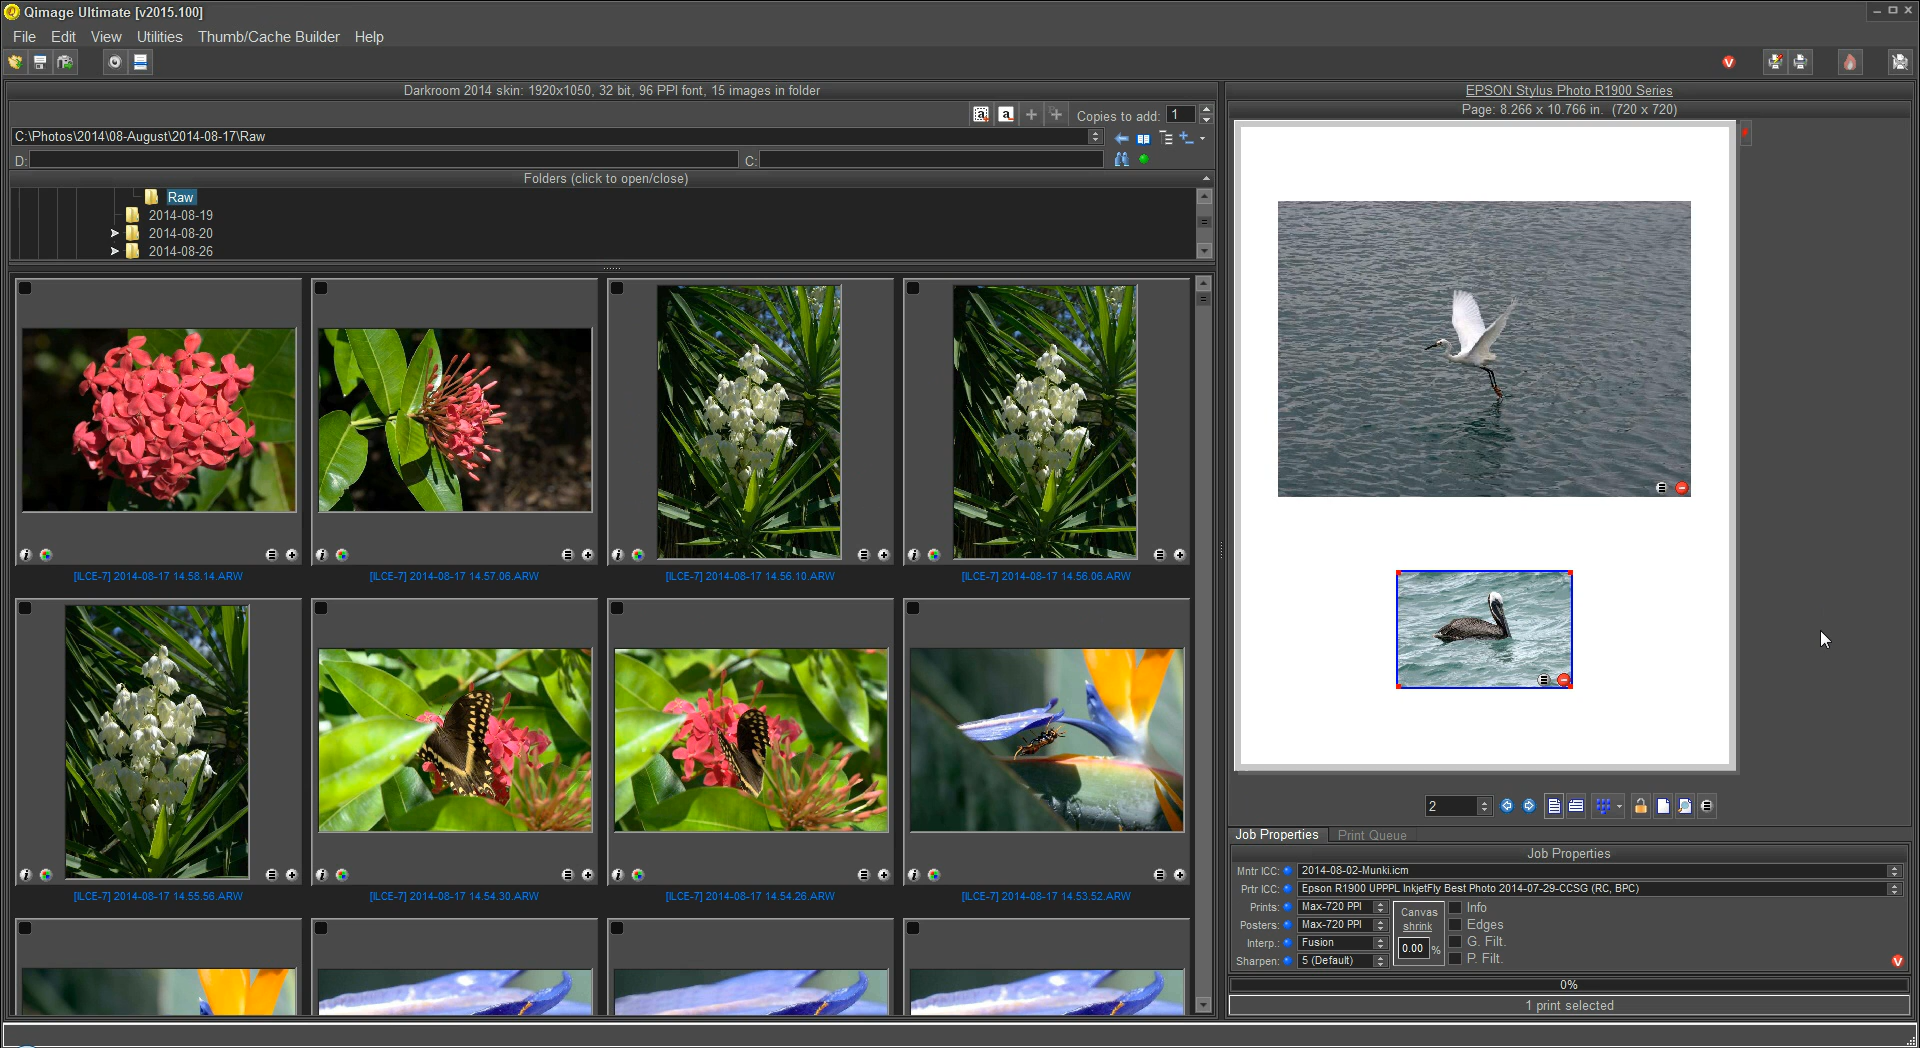 Qimage Ultimate [v2015.100]
File Edit View Utilities Thumb/Cache Builder Help
Darkroom 2014 skin: 1920x1050, 32 bit, 96 PPI font, 15 images in folder
Copies to add: 1
C:\Photos\2014\08-August\2014-08-17\Raw
D: C:
Folders (click to open/close)
Raw
2014-08-19
2014-08-20
2014-08-26
[ILCE-7] 2014-08-17 14.58.14.ARW
[ILCE-7] 2014-08-17 14.57.06.ARW
[ILCE-7] 2014-08-17 14.56.10.ARW
[ILCE-7] 2014-08-17 14.56.06.ARW
[ILCE-7] 2014-08-17 14.55.56.ARW
[ILCE-7] 2014-08-17 14.54.30.ARW
[ILCE-7] 2014-08-17 14.54.26.ARW
[ILCE-7] 2014-08-17 14.53.52.ARW
EPSON Stylus Photo R1900 Series
Page: 8.266 x 10.766 in. (720 x 720)
2
Job Properties Print Queue
Job Properties
Mntr ICC: 2014-08-02-Munki.icm
Prtr ICC: Epson R1900 UPPPL InkjetFly Best Photo 2014-07-29-CCSG (RC, BPC)
Prints: Max-720 PPI
Posters: Max-720 PPI
Interp.: Fusion
Sharpen: 5 (Default)
Canvas
shrink
0.00 %
Info
Edges
G. Filt.
P. Filt.
0%
1 print selected